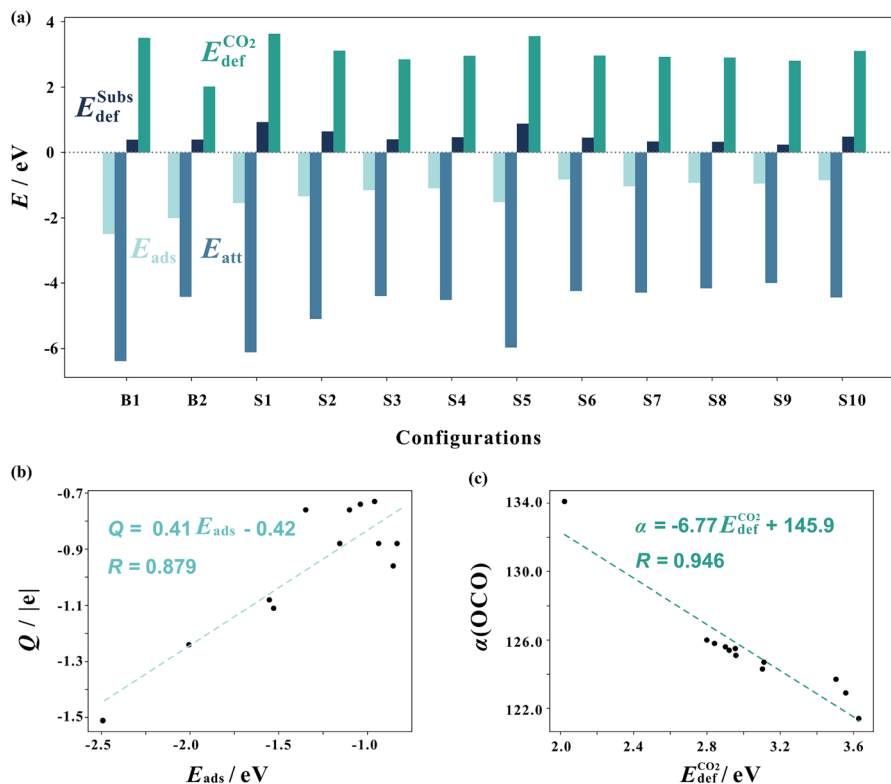 (a)
4
2
0
-2
-4
-6
E / eV
E_def^CO2
E_def^Subs
E_ads
E_att
B1 B2 S1 S2 S3 S4 S5 S6 S7 S8 S9 S10
Configurations
(b)
-0.7
-0.9
-1.1
-1.3
-1.5
Q / |e|
Q = 0.41 E_ads - 0.42
R = 0.879
-2.5 -2.0 -1.5 -1.0
E_ads / eV
(c)
134.0
130.0
126.0
122.0
α(OCO)
α = -6.77 E_def^CO2 + 145.9
R = 0.946
2.0 2.4 2.8 3.2 3.6
E_def^CO2 / eV